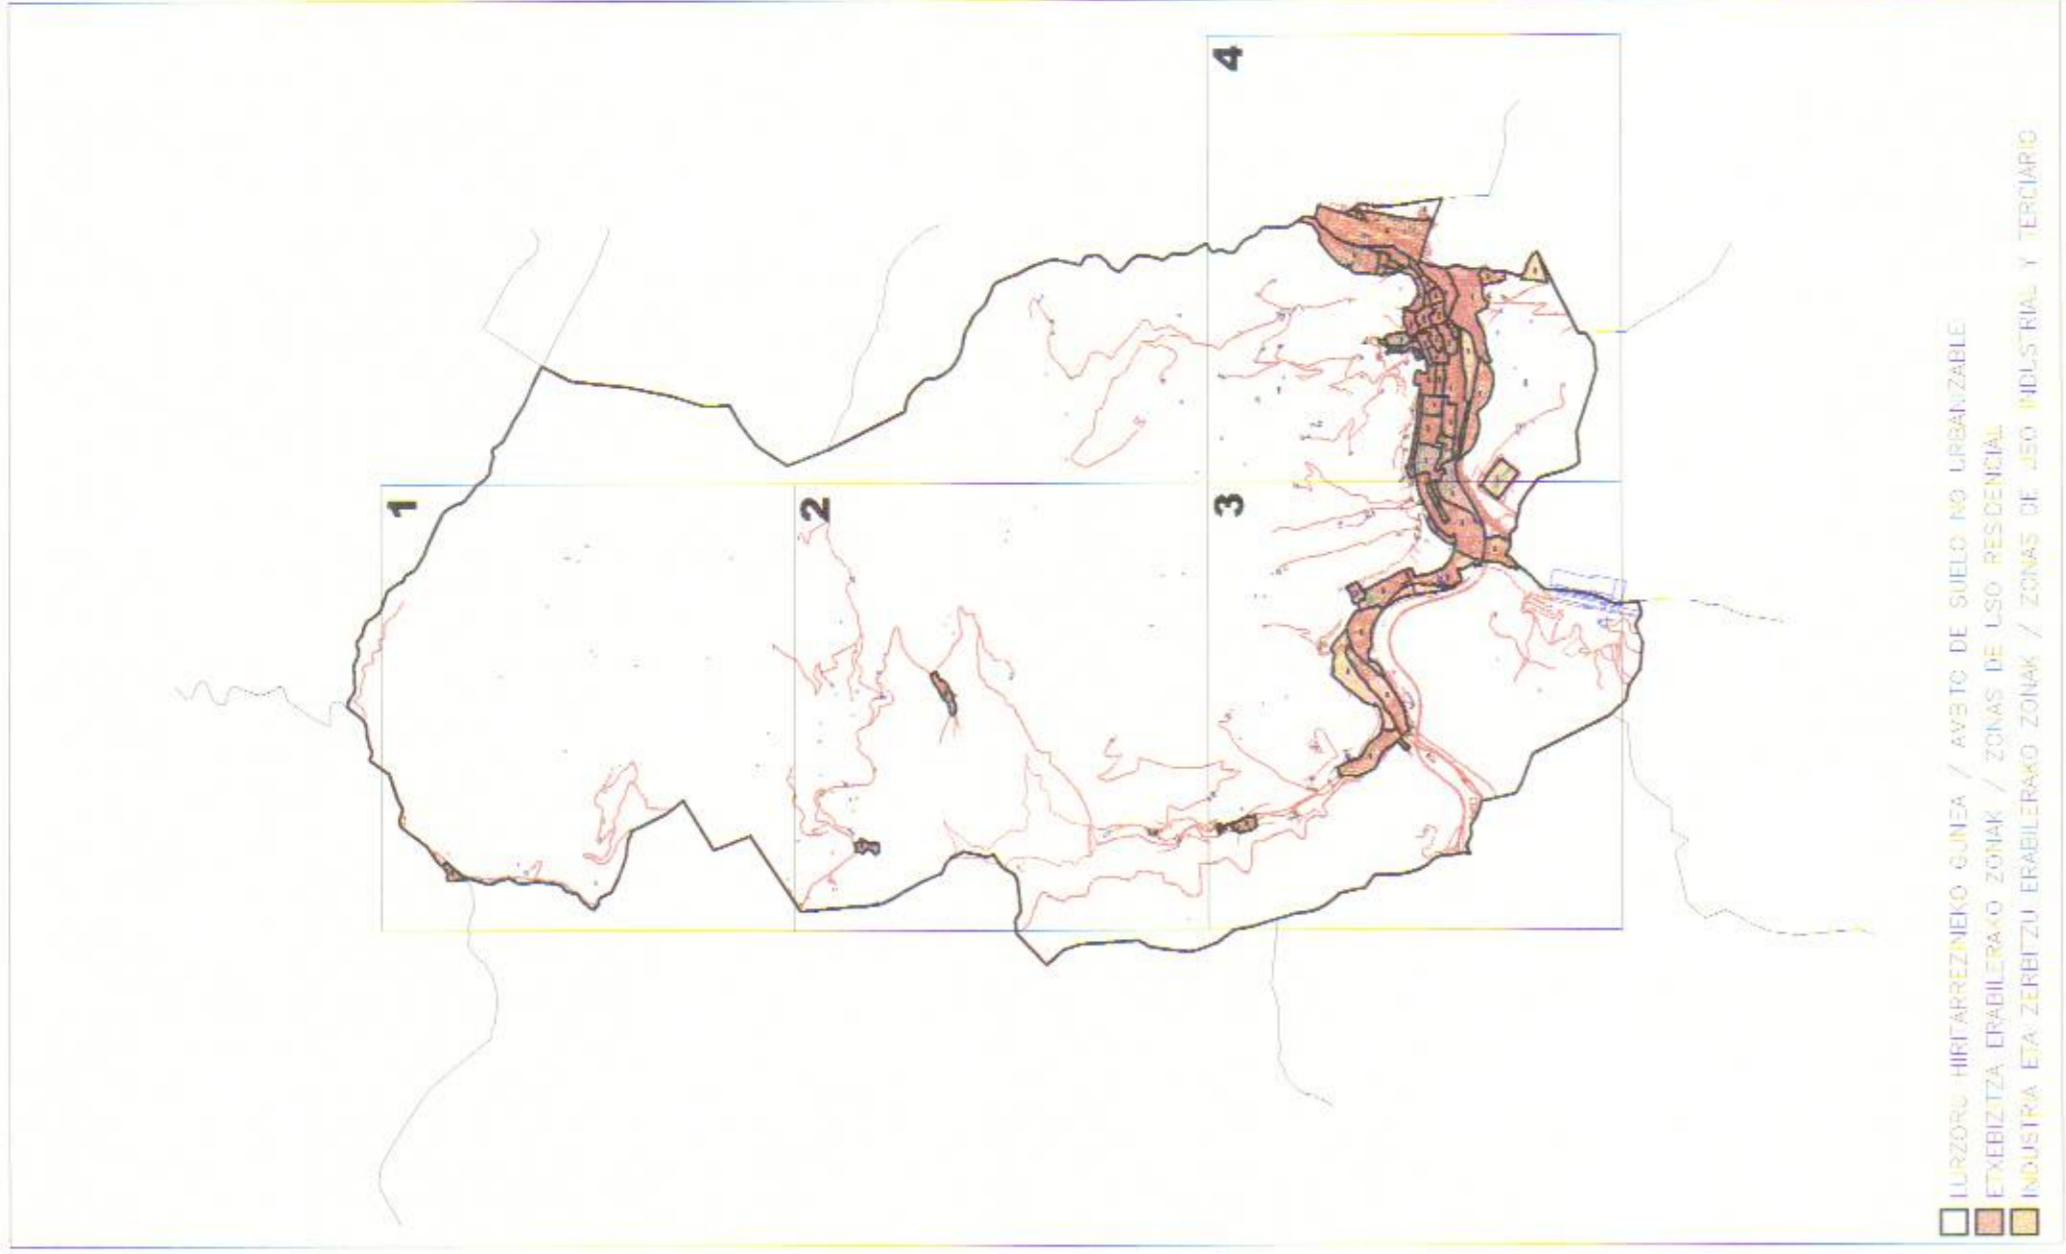 1
2
3
4
LURZORU HIRITARREZINEKO GUNEA / AMBITO DE SUELO NO URBANIZABLE
ETXEBIZITZA ERABILERAKO ZONAK / ZONAS DE USO RESIDENCIAL
INDUSTRIA ETA ZERBITZU ERABILERAKO ZONAK / ZONAS DE USO INDUSTRIAL Y TERCIARIO